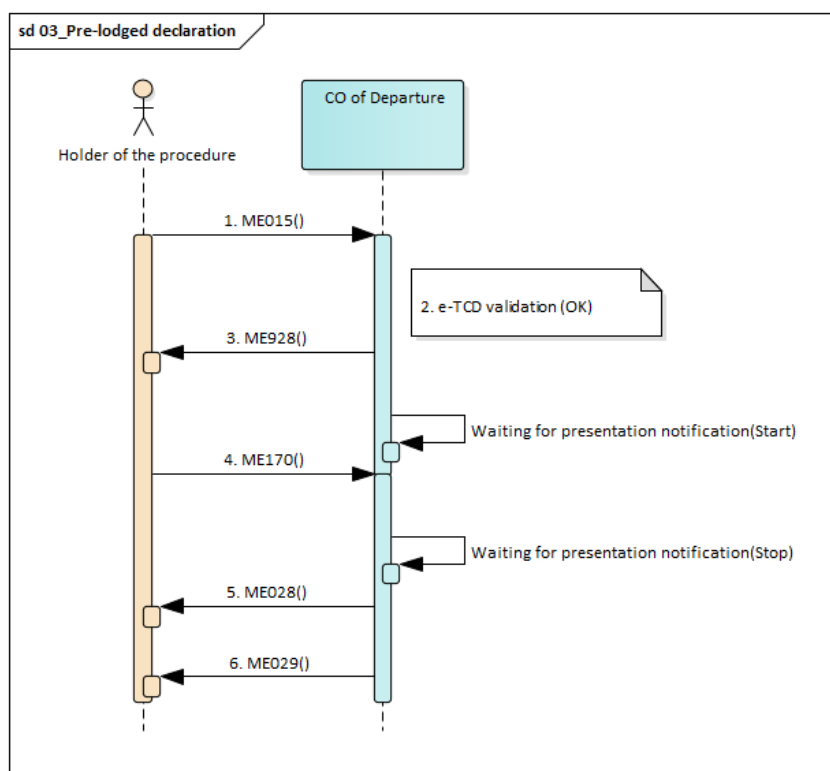 sd 03_Pre-lodged declaration
CO of Departure
Holder of the procedure
1. ME015()
2. e-TCD validation (OK)
3. ME928()
Waiting for presentation notification(Start)
4. ME170()
Waiting for presentation notification(Stop)
5. ME028()
6. ME029()